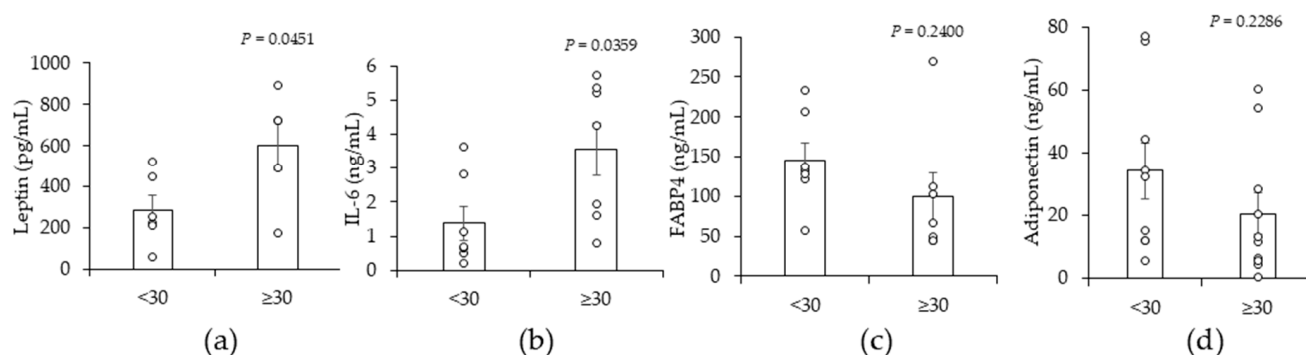 P = 0.0451
Leptin (pg/mL)
1000
800
600
400
200
0
<30
≥30
(a)
P = 0.0359
IL-6 (ng/mL)
6
5
4
3
2
1
0
<30
≥30
(b)
P = 0.2400
FABP4 (ng/mL)
300
250
200
150
100
50
0
<30
≥30
(c)
P = 0.2286
Adiponectin (ng/mL)
80
60
40
20
0
<30
≥30
(d)